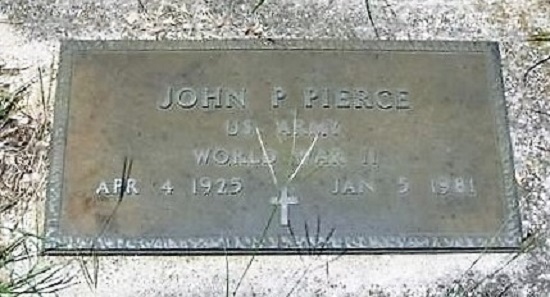 JOHN P PIERCE
US ARMY
WORLD WAR II
APR 4 1925 JAN 5 1981